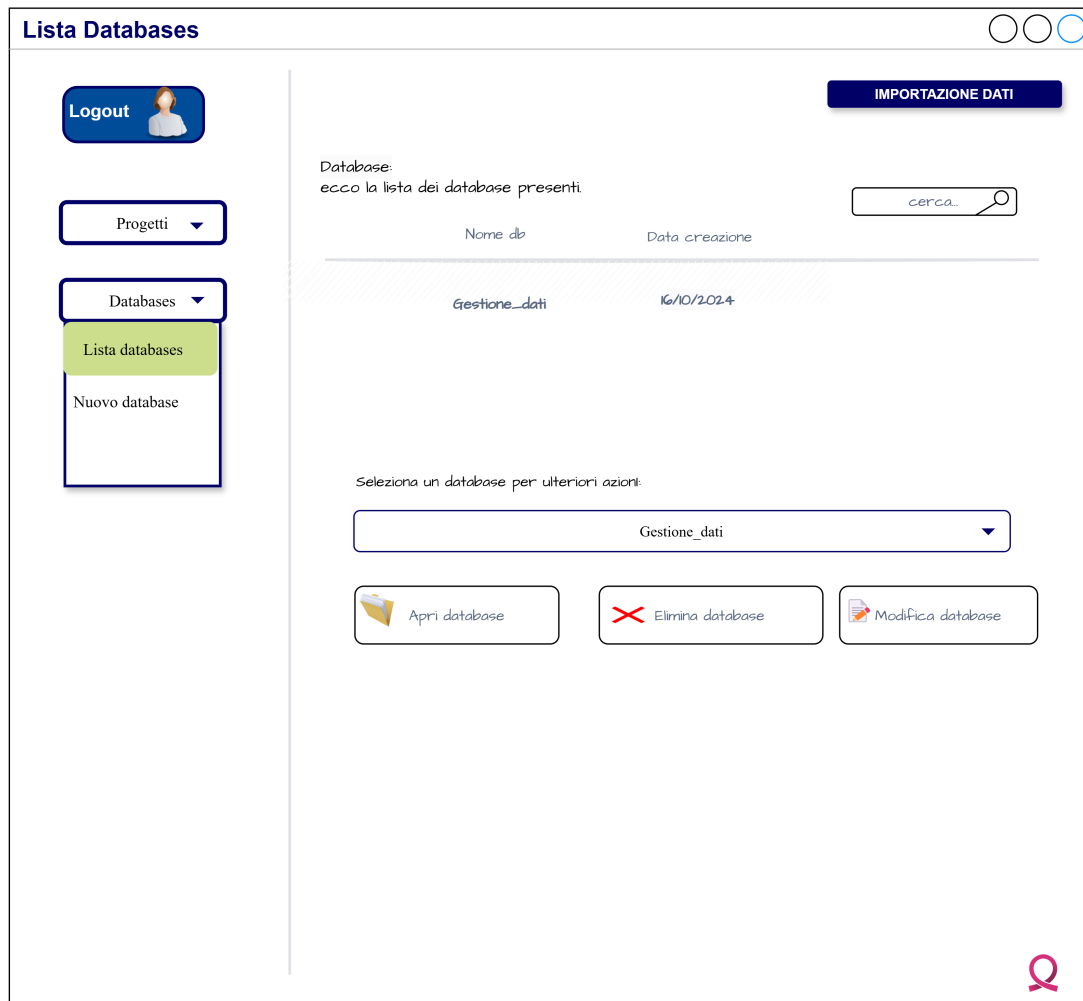 Lista Databases
Logout
IMPORTAZIONE DATI
Database:
ecco la lista dei database presenti.
cerca...
Progetti
Nome db
Data creazione
Databases
Gestione_dati
16/10/2024
Lista databases
Nuovo database
Seleziona un database per ulteriori azioni:
Gestione_dati
Apri database
Elimina database
Modifica database